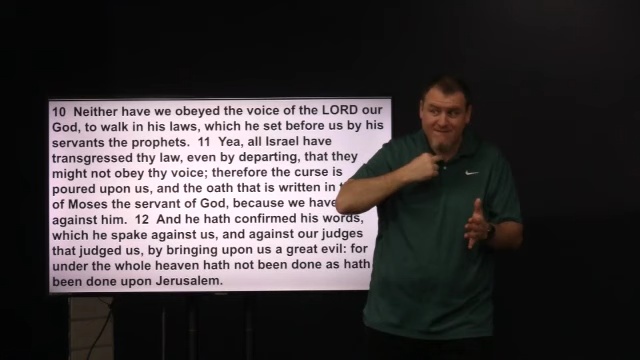 10 Neither have we obeyed the voice of the LORD our
God, to walk in his laws, which he set before us by his
servants the prophets. 11 Yea, all Israel have
transgressed thy law, even by departing, that they
might not obey thy voice; therefore the curse is
poured upon us, and the oath that is written in
of Moses the servant of God, because we have
against him. 12 And he hath confirmed his words,
which he spake against us, and against our judges
that judged us, by bringing upon us a great evil: for
under the whole heaven hath not been done as hath
been done upon Jerusalem.